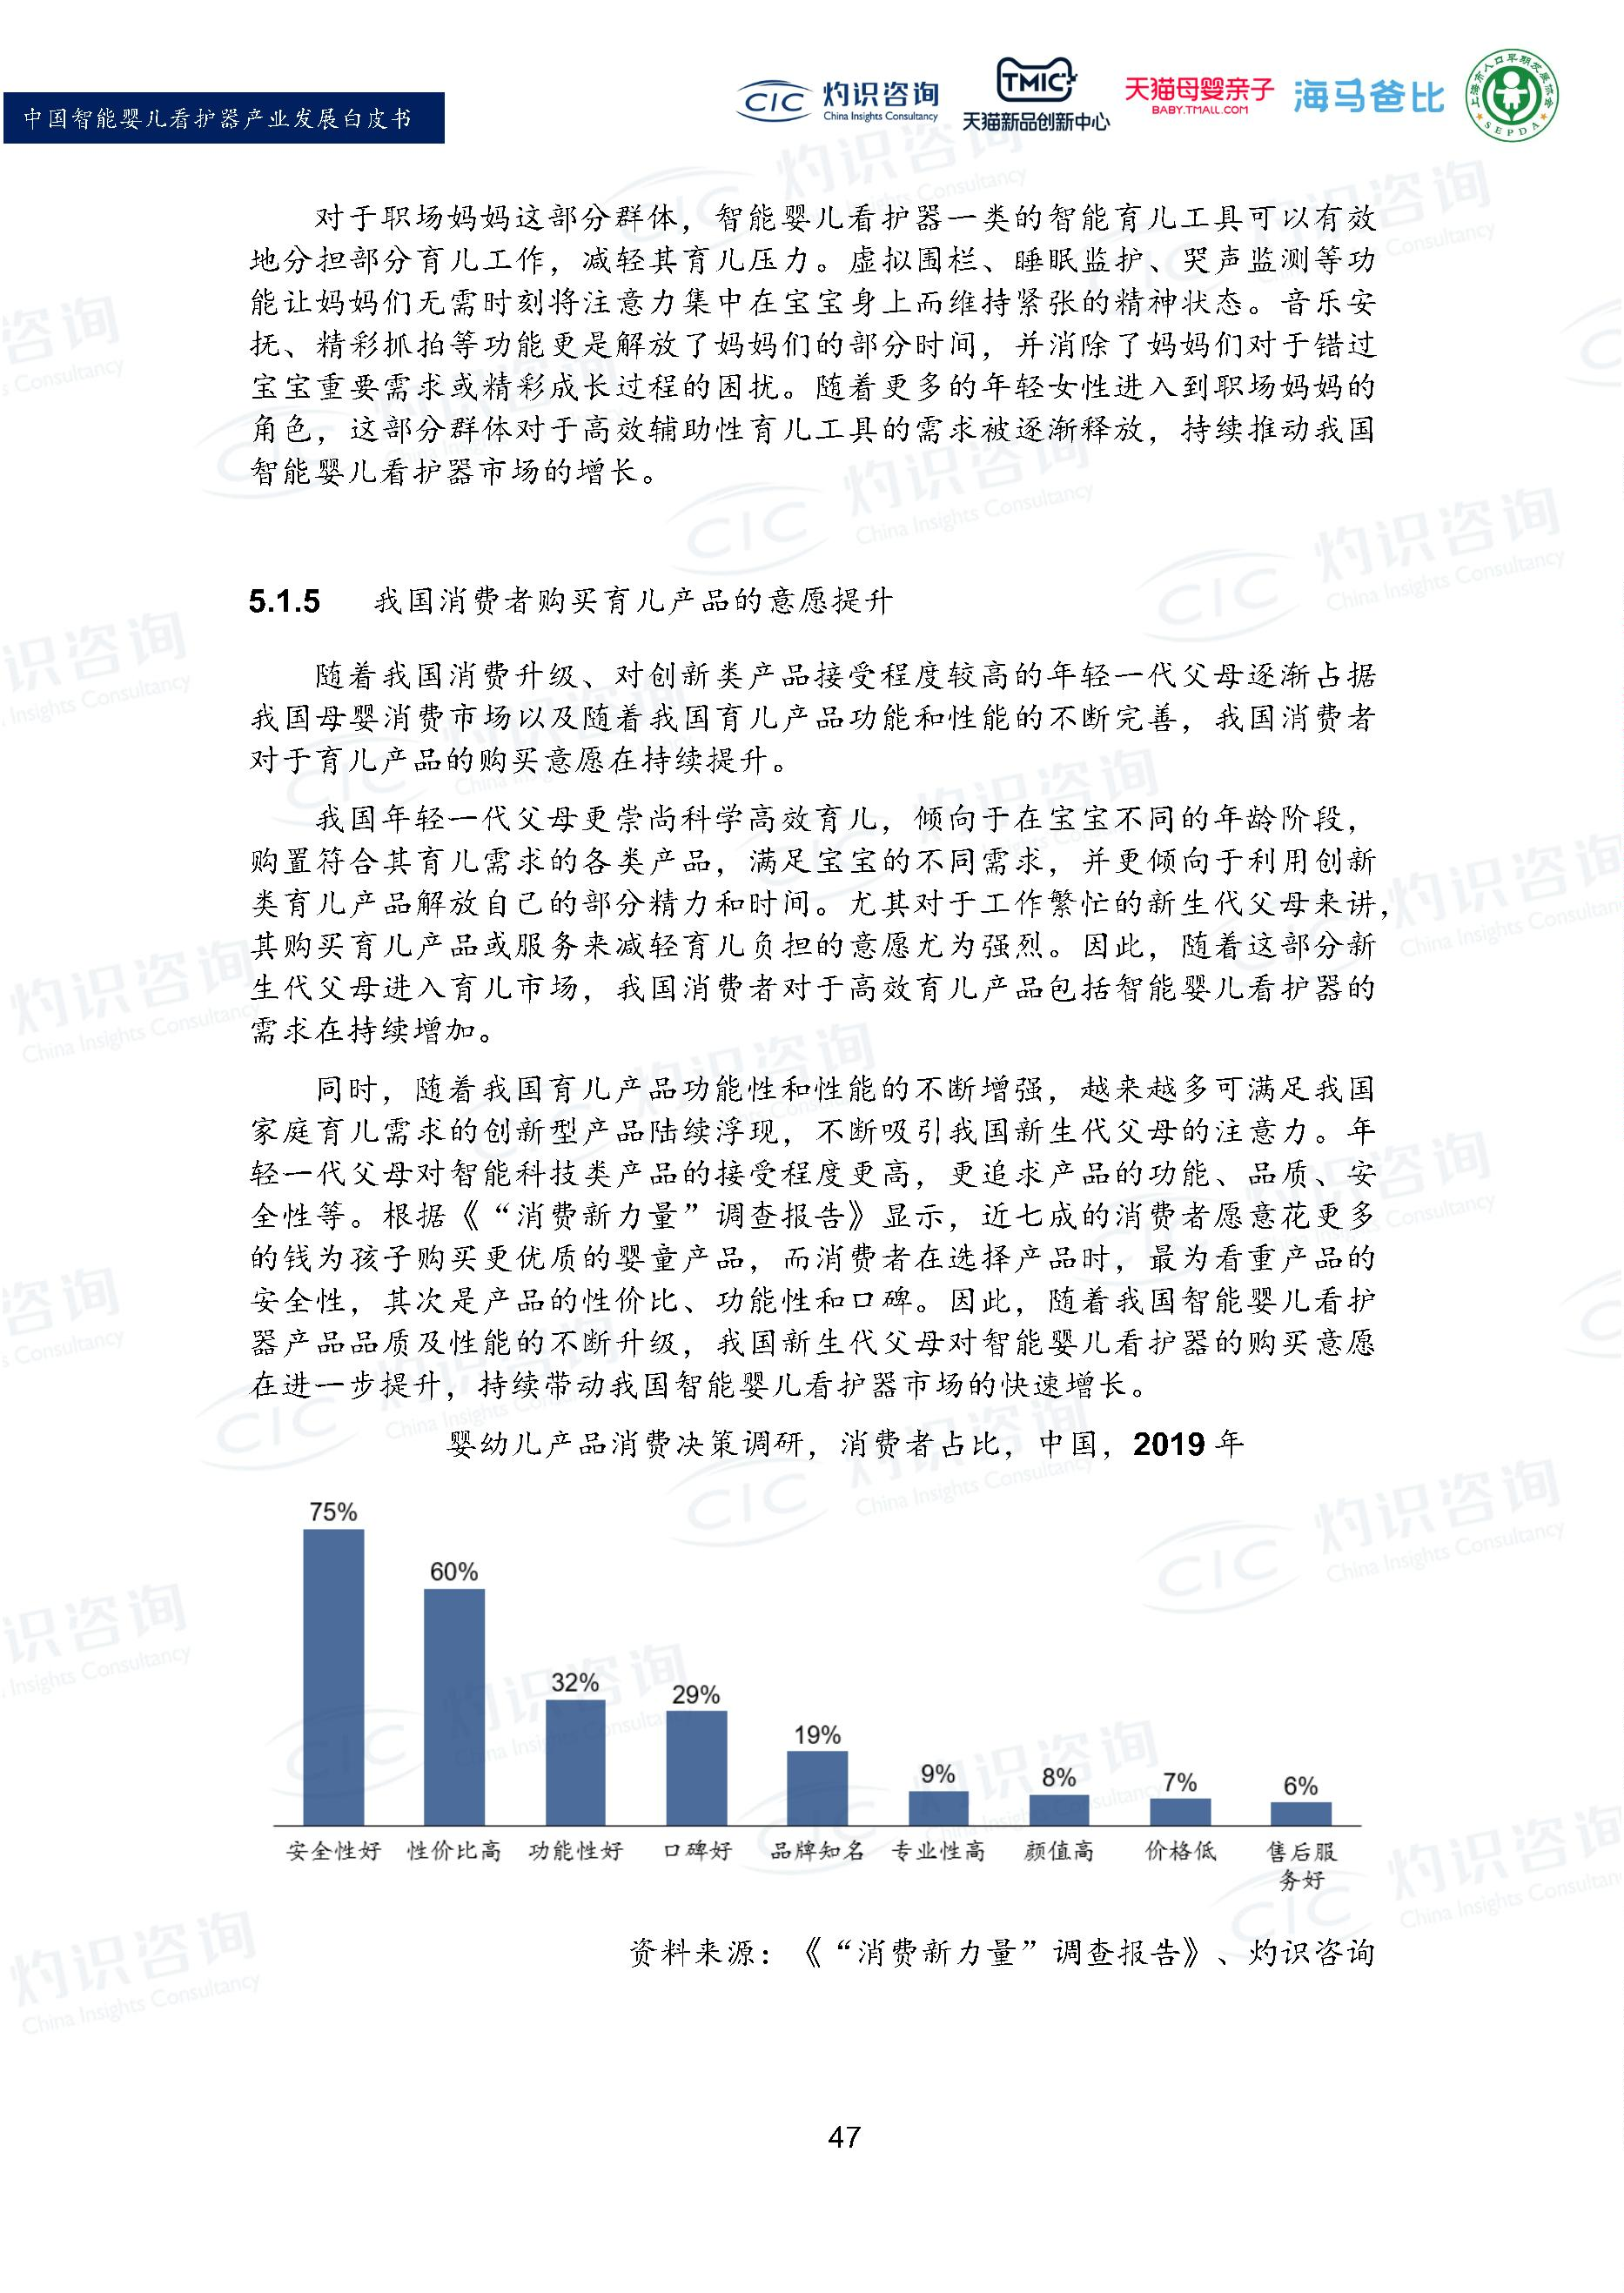 中国智能婴儿看护器产业发展白皮书
CIC 灼识咨询
China Insights Consultancy
TMIC
天猫新品创新中心
天猫母婴亲子
BABY.TMALL.COM
海马爸比
上海市人口早期发展协会
SEPDA
对于职场妈妈这部分群体，智能婴儿看护器一类的智能育儿工具可以有效
地分担部分育儿工作，减轻其育儿压力。虚拟围栏、睡眠监护、哭声监测等功
能让妈妈们无需时刻将注意力集中在宝宝身上而维持紧张的精神状态。音乐安
抚、精彩抓拍等功能更是解放了妈妈们的部分时间，并消除了妈妈们对于错过
宝宝重要需求或精彩成长过程的困扰。随着更多的年轻女性进入到职场妈妈的
角色，这部分群体对于高效辅助性育儿工具的需求被逐渐释放，持续推动我国
智能婴儿看护器市场的增长。
5.1.5 我国消费者购买育儿产品的意愿提升
随着我国消费升级、对创新类产品接受程度较高的年轻一代父母逐渐占据
我国母婴消费市场以及随着我国育儿产品功能和性能的不断完善，我国消费者
对于育儿产品的购买意愿在持续提升。
我国年轻一代父母更崇尚科学高效育儿，倾向于在宝宝不同的年龄阶段，
购置符合其育儿需求的各类产品，满足宝宝的不同需求，并更倾向于利用创新
类育儿产品解放自己的部分精力和时间。尤其对于工作繁忙的新生代父母来讲，
其购买育儿产品或服务来减轻育儿负担的意愿尤为强烈。因此，随着这部分新
生代父母进入育儿市场，我国消费者对于高效育儿产品包括智能婴儿看护器的
需求在持续增加。
同时，随着我国育儿产品功能性和性能的不断增强，越来越多可满足我国
家庭育儿需求的创新型产品陆续浮现，不断吸引我国新生代父母的注意力。年
轻一代父母对智能科技类产品的接受程度更高，更追求产品的功能、品质、安
全性等。根据《“消费新力量”调查报告》显示，近七成的消费者愿意花更多
的钱为孩子购买更优质的婴童产品，而消费者在选择产品时，最为看重产品的
安全性，其次是产品的性价比、功能性和口碑。因此，随着我国智能婴儿看护
器产品品质及性能的不断升级，我国新生代父母对智能婴儿看护器的购买意愿
在进一步提升，持续带动我国智能婴儿看护器市场的快速增长。
婴幼儿产品消费决策调研，消费者占比，中国，2019 年
75% 60% 32% 29% 19% 9% 8% 7% 6%
安全性好 性价比高 功能性好 口碑好 品牌知名 专业性高 颜值高 价格低 售后服
务好
资料来源：《“消费新力量”调查报告》、灼识咨询
47